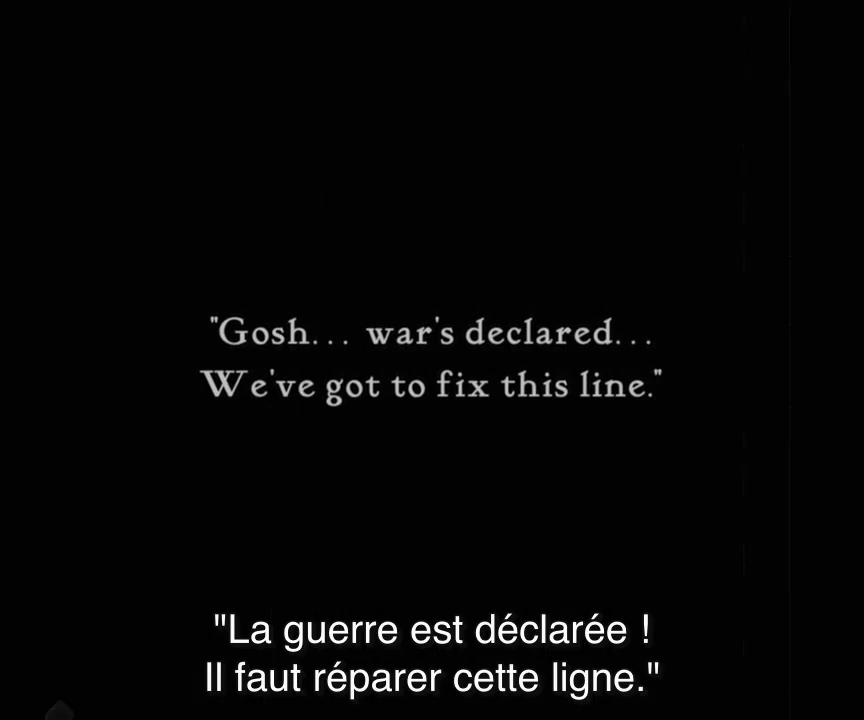 "Gosh... war's declared...
We've got to fix this line."
"La guerre est déclarée !
Il faut réparer cette ligne."